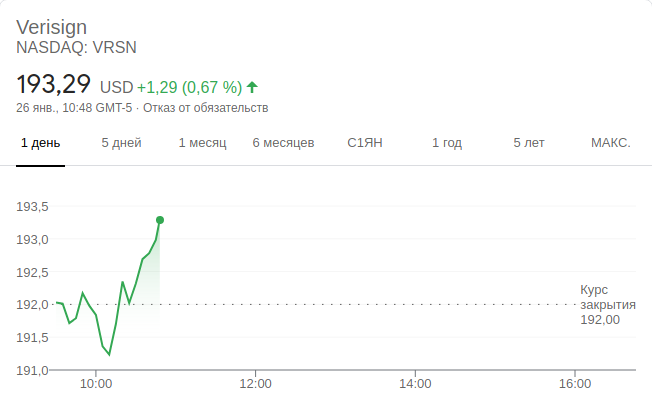 Verisign
NASDAQ: VRSN
193,29 USD +1,29 (0,67 %)
26 янв., 10:48 GMT-5 · Отказ от обязательств
1 день 5 дней 1 месяц 6 месяцев С1ЯН 1 год 5 лет МАКС.
193,5
193,0
192,5
192,0
191,5
191,0
Курс
закрытия
192,00
10:00 12:00 14:00 16:00